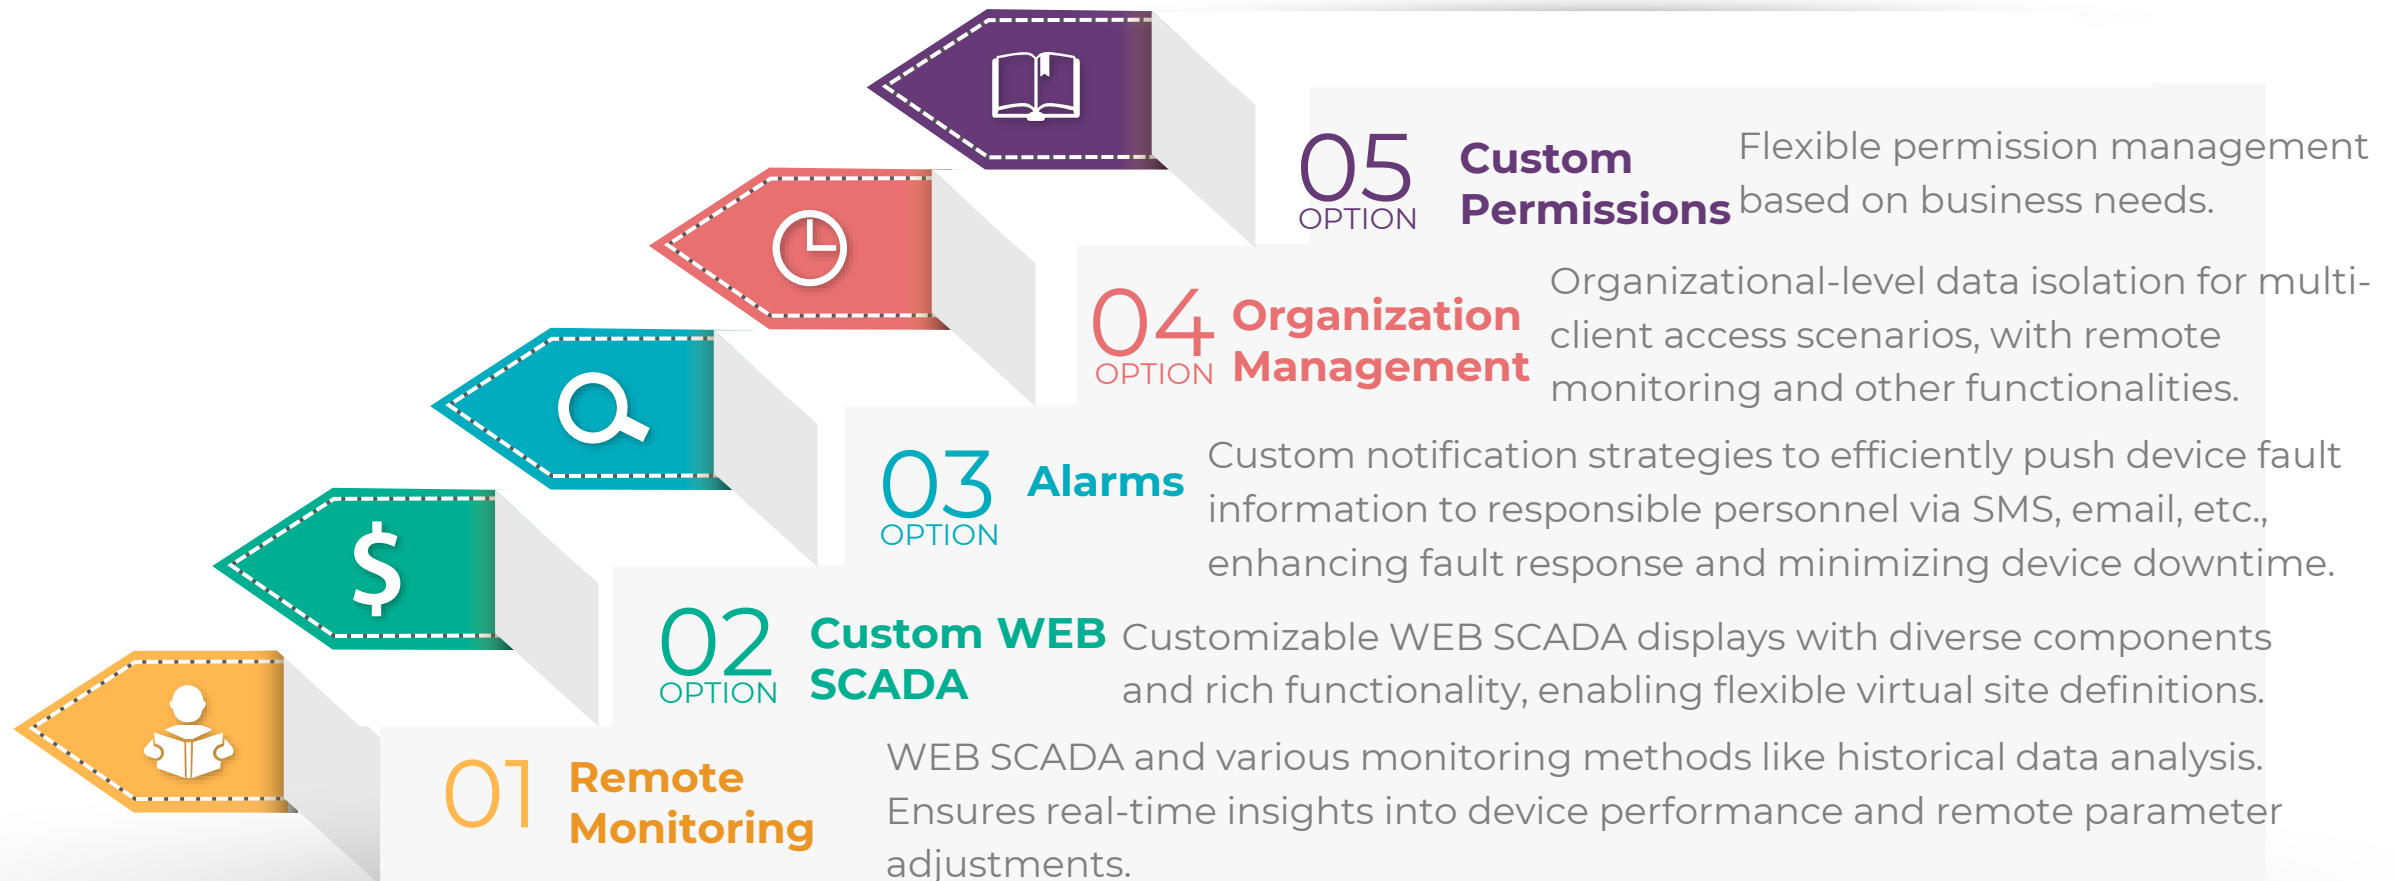 05
OPTION
Custom
Permissions
Flexible permission management
based on business needs.
04
OPTION
Organization
Management
Organizational-level data isolation for multi-
client access scenarios, with remote
monitoring and other functionalities.
03
OPTION
Alarms
Custom notification strategies to efficiently push device fault
information to responsible personnel via SMS, email, etc.,
enhancing fault response and minimizing device downtime.
02
OPTION
Custom WEB
SCADA
Customizable WEB SCADA displays with diverse components
and rich functionality, enabling flexible virtual site definitions.
01
Remote
Monitoring
WEB SCADA and various monitoring methods like historical data analysis.
Ensures real-time insights into device performance and remote parameter
adjustments.